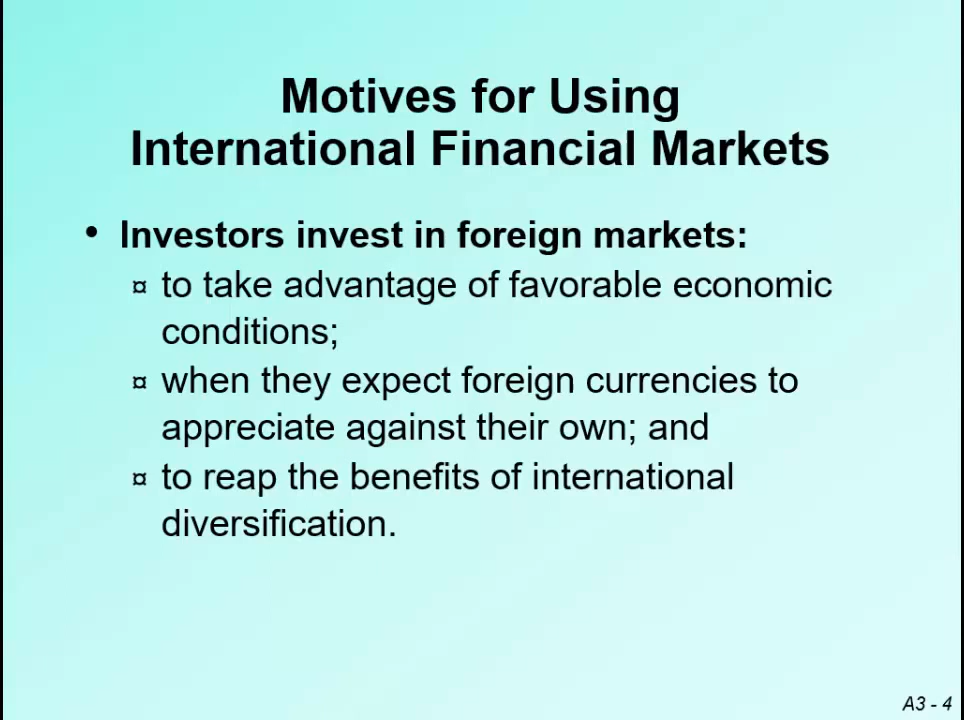 Motives for Using
International Financial Markets
• Investors invest in foreign markets:
¤ to take advantage of favorable economic
conditions;
¤ when they expect foreign currencies to
appreciate against their own; and
¤ to reap the benefits of international
diversification.
A3 - 4